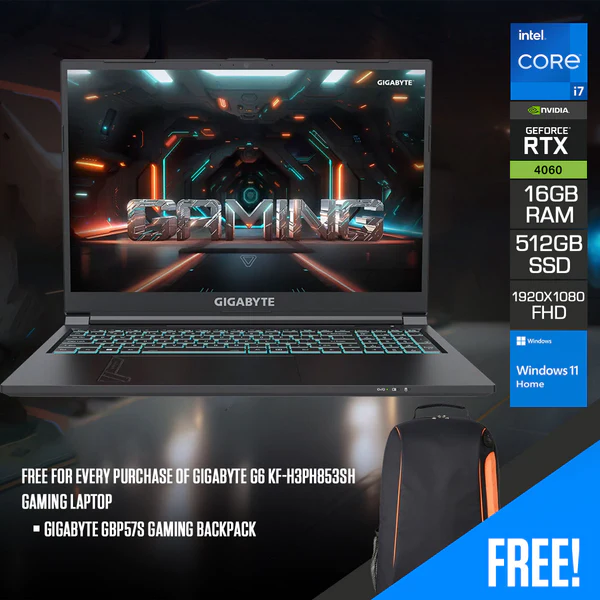 intel.
CORE
i7
NVIDIA
GEFORCE
RTX
4060
16GB
RAM
512GB
SSD
1920X1080
FHD
Windows
Windows 11
Home
GIGABYTE
GAMING
GIGABYTE
FREE FOR EVERY PURCHASE OF GIGABYTE G6 KF-H3PH853SH
GAMING LAPTOP
▪ GIGABYTE GBP57S GAMING BACKPACK
FREE!